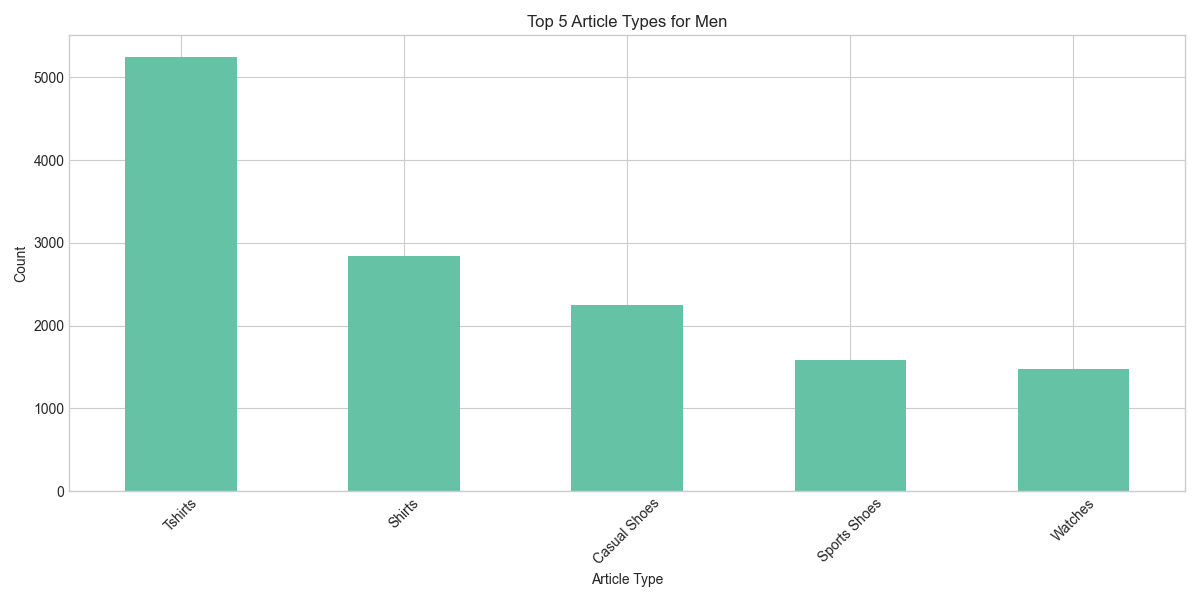 Top 5 Article Types for Men
Count
5000
4000
3000
2000
1000
0
Tshirts
Shirts
Casual Shoes
Sports Shoes
Watches
Article Type